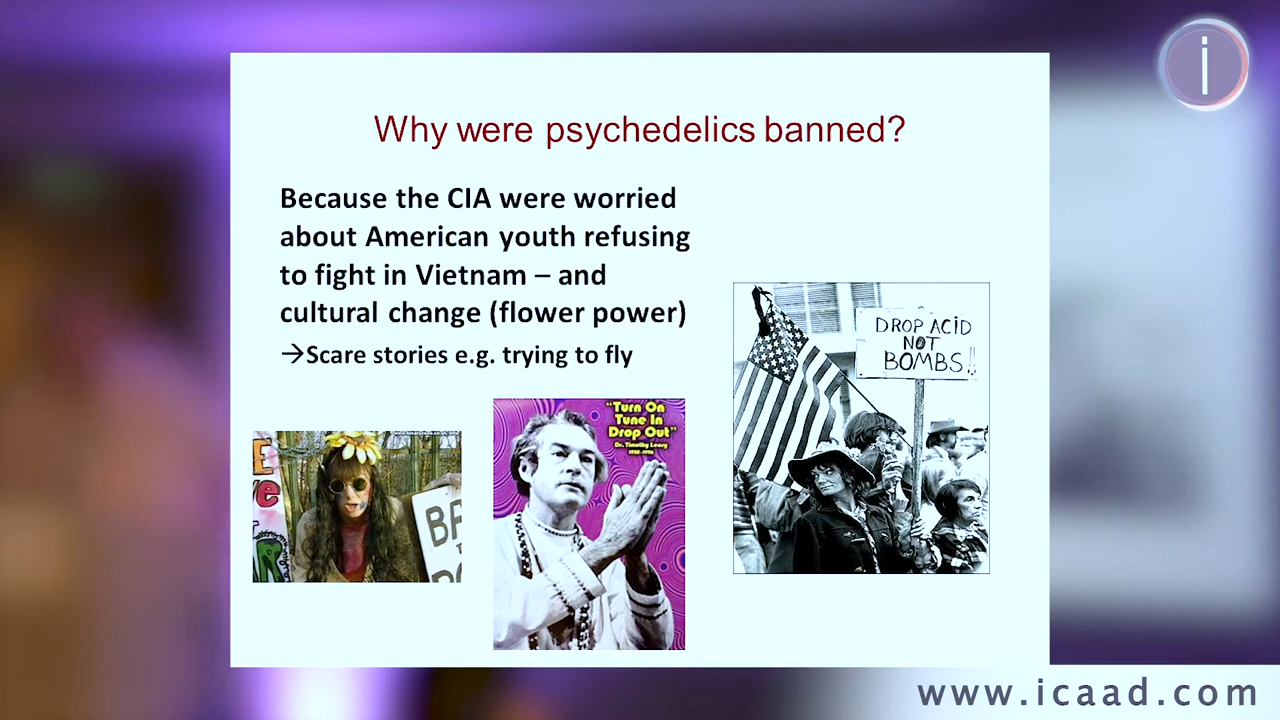 i
Why were psychedelics banned?
Because the CIA were worried
about American youth refusing
to fight in Vietnam – and
cultural change (flower power)
→Scare stories e.g. trying to fly
"Turn On
Tune In
Drop Out"
Dr. Timothy Leary
DROP ACID
NOT
BOMBS!!
www.icaad.com